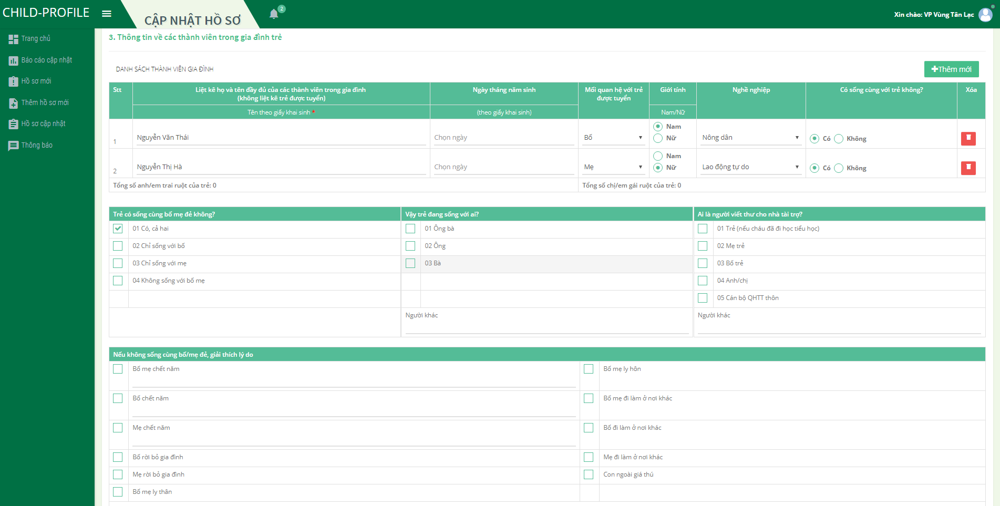 CHILD-PROFILE
CẬP NHẬT HỒ SƠ
2
Xin chào: VP Vùng Tân Lạc
Trang chủ
Báo cáo cập nhật
Hồ sơ mới
Thêm hồ sơ mới
Hồ sơ cập nhật
Thông báo
3. Thông tin về các thành viên trong gia đình trẻ
DANH SÁCH THÀNH VIÊN GIA ĐÌNH
Thêm mới
Stt
Liệt kê họ và tên đầy đủ của các thành viên trong gia đình
(không liệt kê trẻ được tuyển)
Ngày tháng năm sinh
Mối quan hệ với trẻ
được tuyển
Giới tính
Nghề nghiệp
Có sống cùng với trẻ không?
Xóa
Tên theo giấy khai sinh *
(theo giấy khai sinh)
Nam/Nữ
1
Nguyễn Văn Thái
Chọn ngày
Bố
Nam
Nữ
Nông dân
Có
Không
2
Nguyễn Thị Hà
Chọn ngày
Mẹ
Nam
Nữ
Lao động tự do
Có
Không
Tổng số anh/em trai ruột của trẻ: 0
Tổng số chị/em gái ruột của trẻ: 0
Trẻ có sống cùng bố mẹ đẻ không?
01 Có, cả hai
02 Chỉ sống với bố
03 Chỉ sống với mẹ
04 Không sống với bố mẹ
Vậy trẻ đang sống với ai?
01 Ông bà
02 Ông
03 Bà
Người khác
Ai là người viết thư cho nhà tài trợ?
01 Trẻ (nếu cháu đã đi học tiểu học)
02 Mẹ trẻ
03 Bố trẻ
04 Anh/chị
05 Cán bộ QHTT thôn
Người khác
Nếu không sống cùng bố/mẹ đẻ, giải thích lý do
Bố mẹ chết năm
Bố mẹ ly hôn
Bố chết năm
Bố mẹ đi làm ở nơi khác
Mẹ chết năm
Bố đi làm ở nơi khác
Bố rời bỏ gia đình
Mẹ đi làm ở nơi khác
Mẹ rời bỏ gia đình
Con ngoài giá thú
Bố mẹ ly thân